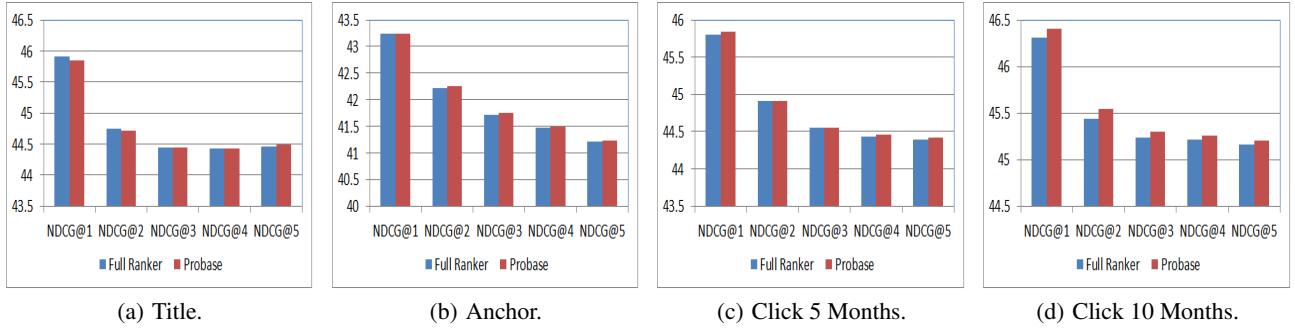 46.5
46
45.5
45
44.5
44
43.5
NDCG@1 NDCG@2 NDCG@3 NDCG@4 NDCG@5
Full Ranker Probase
(a) Title.
43.5
43
42.5
42
41.5
41
40.5
40
NDCG@1 NDCG@2 NDCG@3 NDCG@4 NDCG@5
Full Ranker Probase
(b) Anchor.
46
45.5
45
44.5
44
43.5
NDCG@1 NDCG@2 NDCG@3 NDCG@4 NDCG@5
Full Ranker Probase
(c) Click 5 Months.
46.5
46
45.5
45
44.5
NDCG@1 NDCG@2 NDCG@3 NDCG@4 NDCG@5
Full Ranker Probase
(d) Click 10 Months.